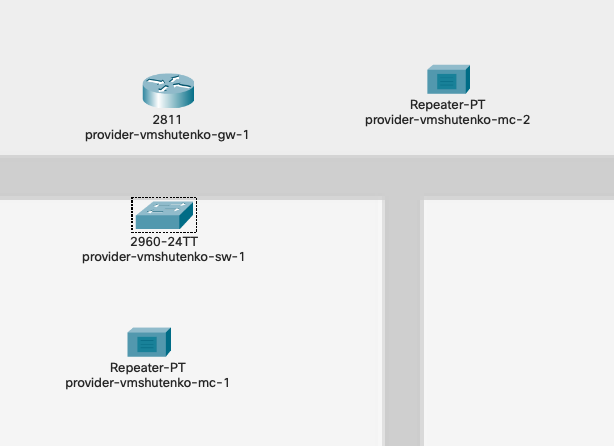 2811
provider-vmshutenko-gw-1
Repeater-PT
provider-vmshutenko-mc-2
2960-24TT
provider-vmshutenko-sw-1
Repeater-PT
provider-vmshutenko-mc-1